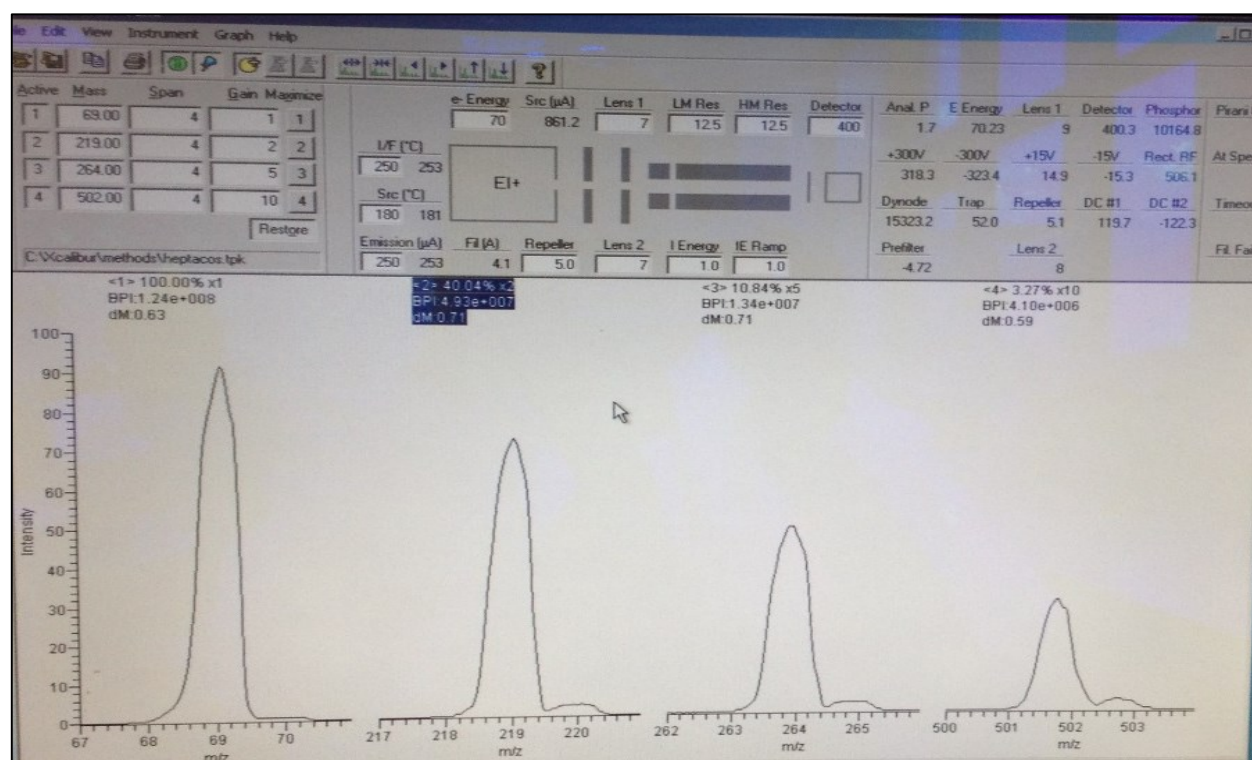 Edit View Instrument Graph Help
Active Mass Span Gain Maximize
1 69.00 4 1 1
2 219.00 4 2 2
3 264.00 4 5 3
4 502.00 4 10 4
Restore
C:\Xcalibur\methods\heptacos.tpk
e- Energy Src (µA) Lens 1 LM Res HM Res Detector
70 861.2 7 12.5 12.5 400
I/F (°C)
250 253
EI+
Src (°C)
180 181
Emission (µA) Fil (A) Repeller Lens 2 I Energy IE Ramp
250 253 4.1 5.0 7 1.0 1.0
Anal. P E Energy Lens 1 Detector Phosphor Pirani
1.7 70.23 9 400.3 10164.8
+300V -300V +15V -15V Rect. RF At Spe
318.3 -323.4 14.9 -15.3 506.1
Dynode Trap Repeller DC #1 DC #2 Timeou
15323.2 52.0 5.1 119.7 -122.3
Prefilter Lens 2 Fil. Fa
-4.72 8
<1> 100.00% x1
BPI:1.24e+008
dM:0.63
<2> 40.04% x2
BPI:4.93e+007
dM:0.71
<3> 10.84% x5
BPI:1.34e+007
dM:0.71
<4> 3.27% x10
BPI:4.10e+006
dM:0.59
100
90
80
70
60
50
40
30
20
10
0
Intensity
67 68 69 70
m/z
217 218 219 220
m/z
262 263 264 265
m/z
500 501 502 503
m/z